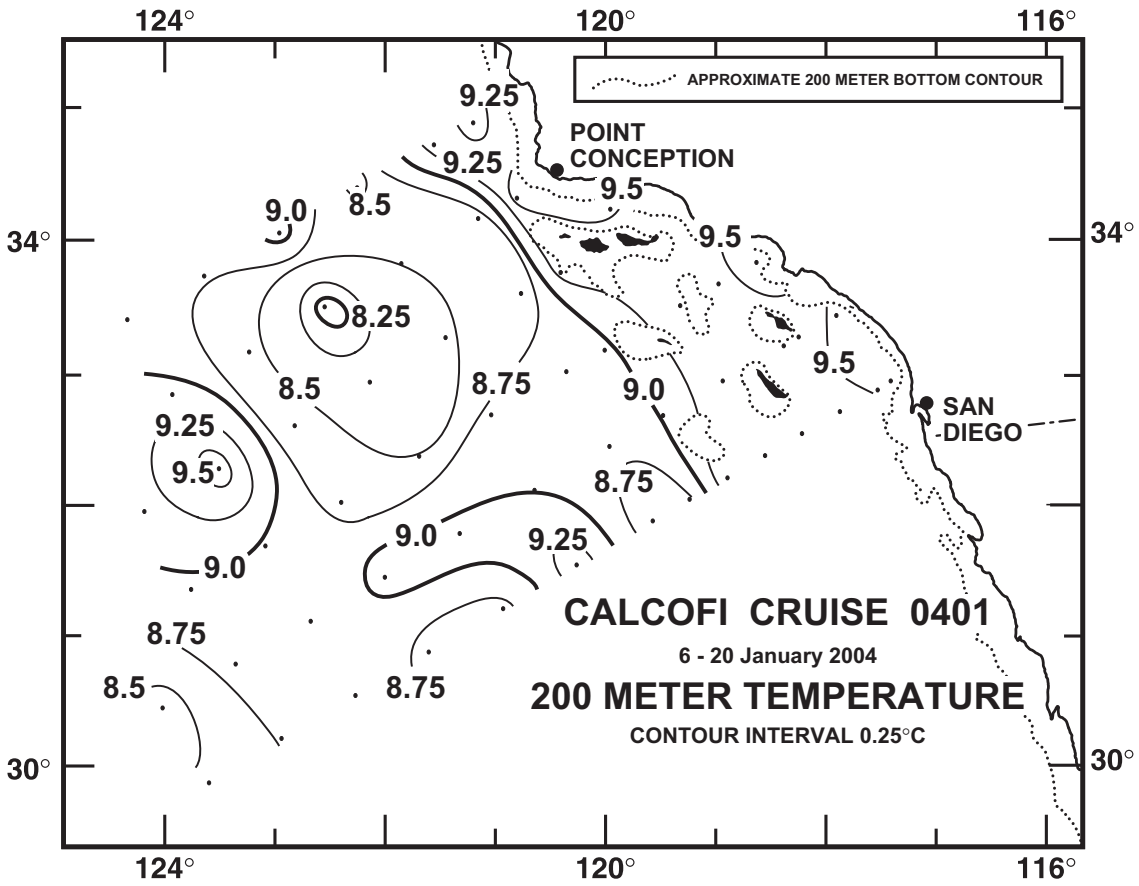 124° 120° 116°
APPROXIMATE 200 METER BOTTOM CONTOUR
9.25
POINT
CONCEPTION
9.25
9.5
8.5
9.0
34°
9.5
34°
8.25
9.5
8.5
8.75
9.0
SAN
DIEGO
9.25
9.5
8.75
9.0
9.25
9.0
CALCOFI CRUISE 0401
8.75
6 - 20 January 2004
8.5
8.75
200 METER TEMPERATURE
CONTOUR INTERVAL 0.25°C
30°
30°
124° 120° 116°